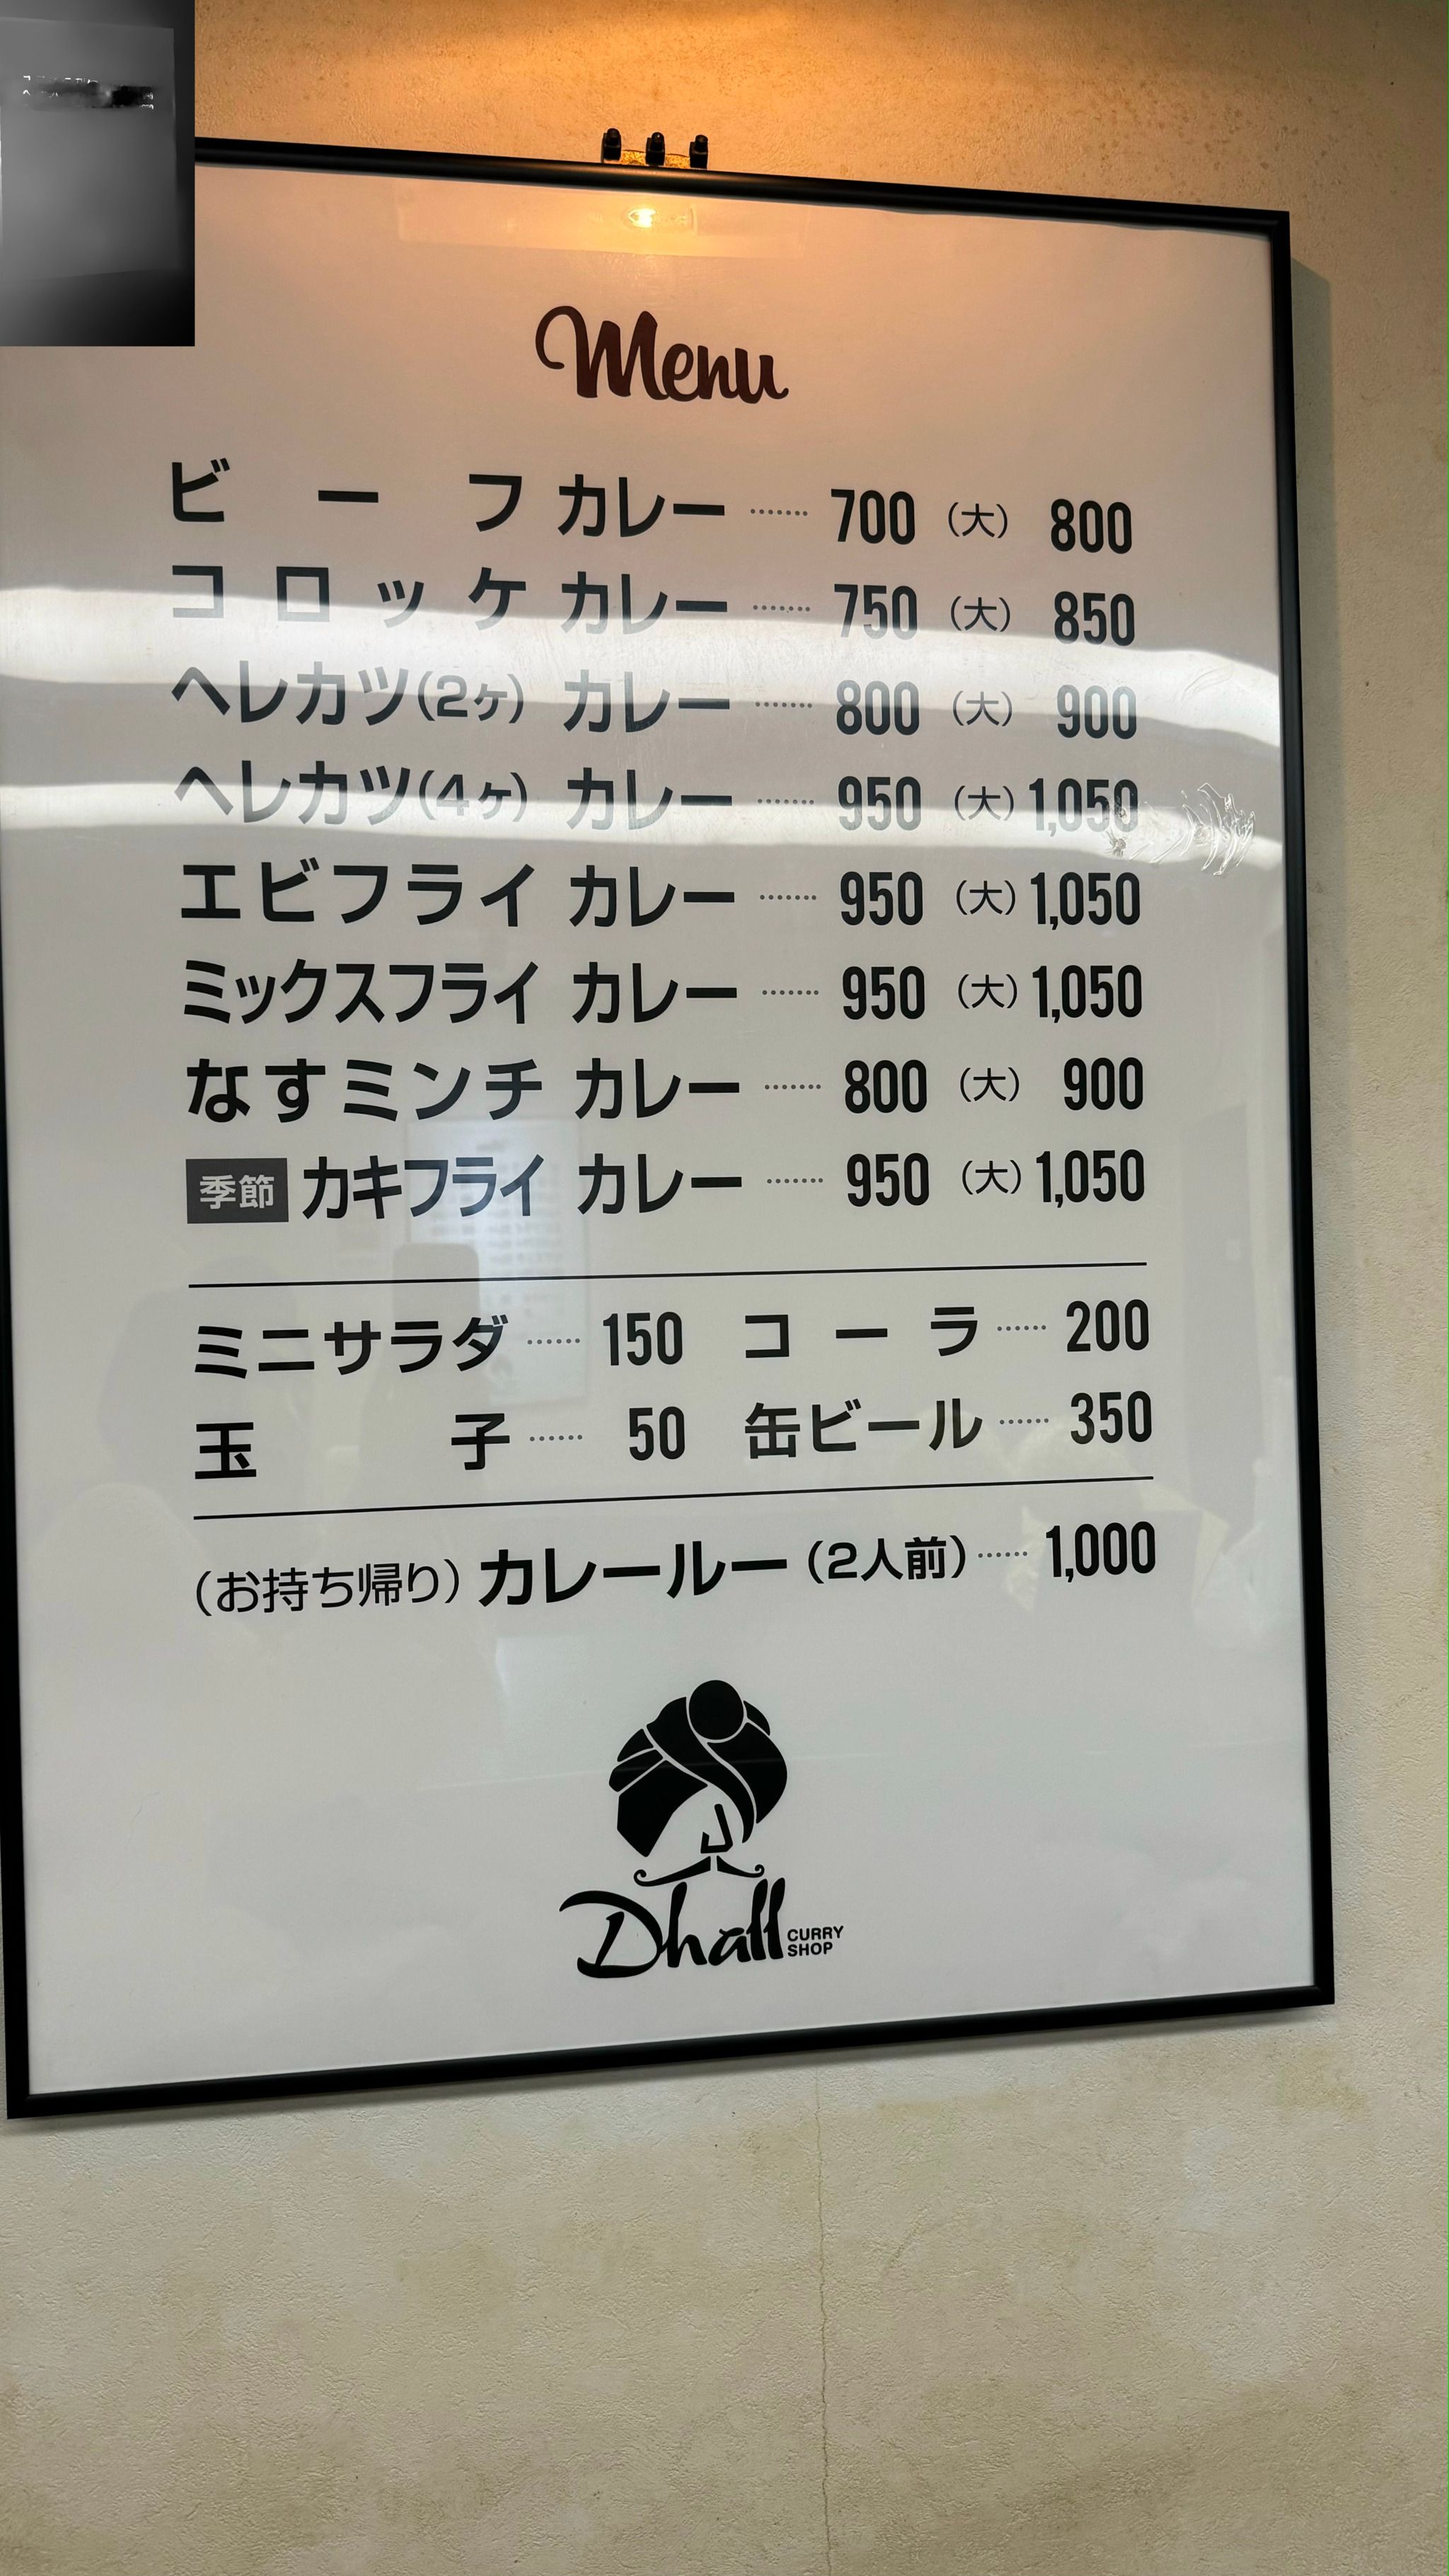 Menu
ビーフカレー ……… 700 (大) 800
コロッケカレー ……… 750 (大) 850
ヘレカツ(2ヶ) カレー ……… 800 (大) 900
ヘレカツ(4ヶ) カレー ……… 950 (大) 1,050
エビフライ カレー ……… 950 (大) 1,050
ミックスフライ カレー ……… 950 (大) 1,050
なすミンチ カレー ……… 800 (大) 900
季節 カキフライ カレー ……… 950 (大) 1,050
ミニサラダ …… 150 コーラ …… 200
玉子 …… 50 缶ビール …… 350
(お持ち帰り) カレールー (2人前) …… 1,000
Dhall CURRY SHOP